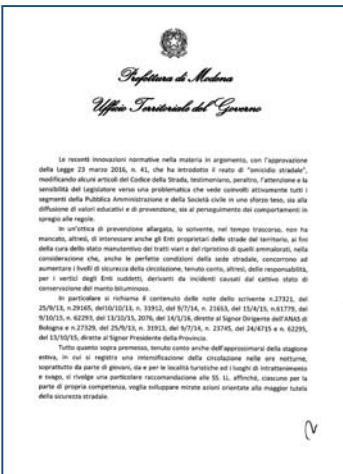 Prefettura di Modena
Ufficio Territoriale del Governo
Le recenti innovazioni normative nella materia in argomento, con l'approvazione
della Legge 23 marzo 2016, n. 41, che ha introdotto il reato di "omicidio stradale",
modificando alcuni articoli del Codice della Strada, testimoniano, peraltro, l'attenzione e la
sensibilità del Legislatore verso una problematica che vede coinvolti attivamente tutti i
segmenti della Pubblica Amministrazione e della Società civile in uno sforzo teso, sia alla
diffusione di valori educativi e di prevenzione, sia al perseguimento dei comportamenti in
spregio alle regole.
In un'ottica di prevenzione allargata, lo scrivente, nel tempo trascorso, non ha
mancato, altresì, di interessare anche gli Enti proprietari delle strade del territorio, ai fini
della cura dello stato manutentivo dei tratti viari e del ripristino di quelli ammalorati, nella
considerazione che, anche le perfette condizioni della sede stradale, concorrono ad
aumentare i livelli di sicurezza della circolazione, tenuto conto, altresì, delle responsabilità,
per i vertici degli Enti suddetti, derivanti da incidenti causati dal cattivo stato di
conservazione del manto bituminoso.
In particolare si richiama il contenuto delle note dello scrivente n.27321, del
25/9/13, n.29165, del10/10/13, n. 31912, del 9/7/14, n. 21653, del 15/4/15, n.61779, del
9/10/15, n. 62293, del 13/10/15, 2076, del 14/1/16, dirette al Signor Dirigente dell'ANAS di
Bologna e n.27329, del 25/9/13, n. 31913, del 9/7/14, n. 23745, del 24/4715 e n. 62295,
del 13/10/15, dirette al Signor Presidente della Provincia.
Tutto quanto sopra premesso, tenuto conto anche dell'approssimarsi della stagione
estiva, in cui si registra una intensificazione della circolazione nelle ore notturne,
soprattutto da parte di giovani, da e per le località turistiche ed i luoghi di intrattenimento
e svago, si rivolge una particolare raccomandazione alle SS. LL. affinché, ciascuno per la
parte di propria competenza, voglia sviluppare mirate azioni orientate alla maggior tutela
della sicurezza stradale.